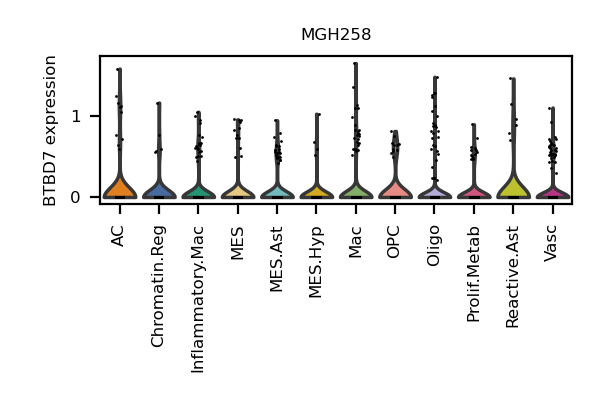 MGH258
BTBD7 expression
1
0
AC
Chromatin.Reg
Inflammatory.Mac
MES
MES.Ast
MES.Hyp
Mac
OPC
Oligo
Prolif.Metab
Reactive.Ast
Vasc